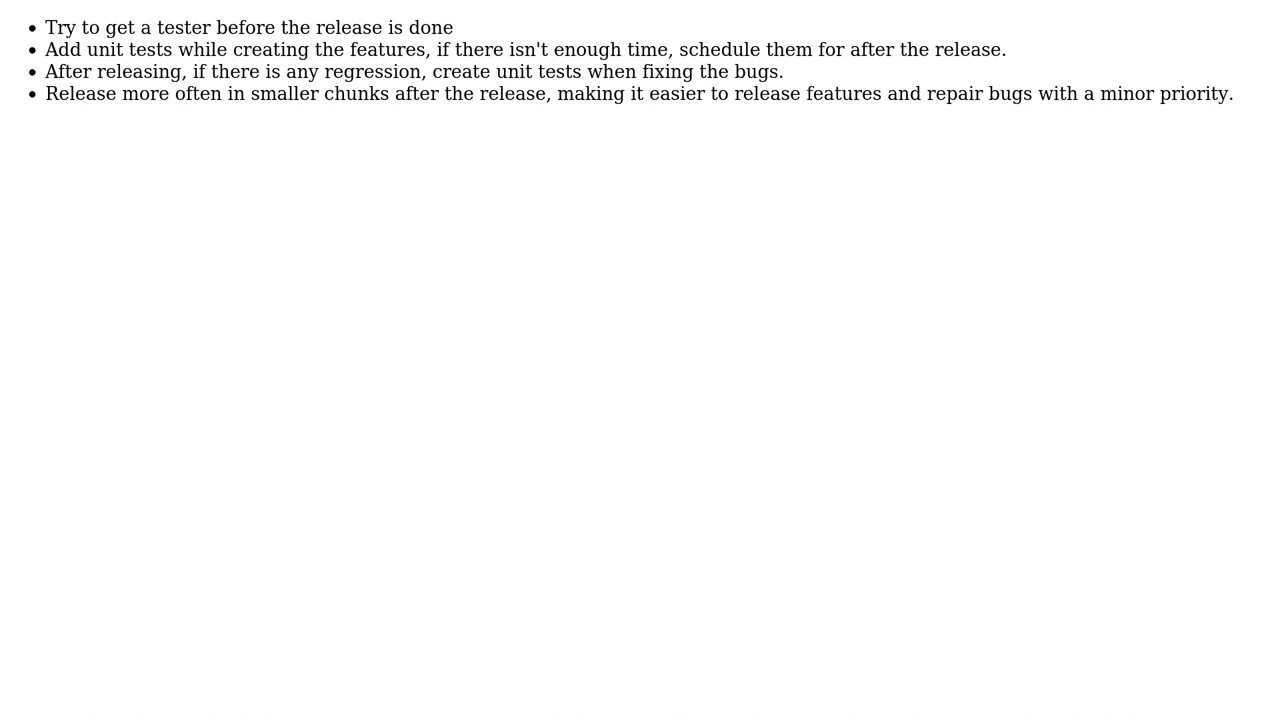 • Try to get a tester before the release is done
• Add unit tests while creating the features, if there isn't enough time, schedule them for after the release.
• After releasing, if there is any regression, create unit tests when fixing the bugs.
• Release more often in smaller chunks after the release, making it easier to release features and repair bugs with a minor priority.